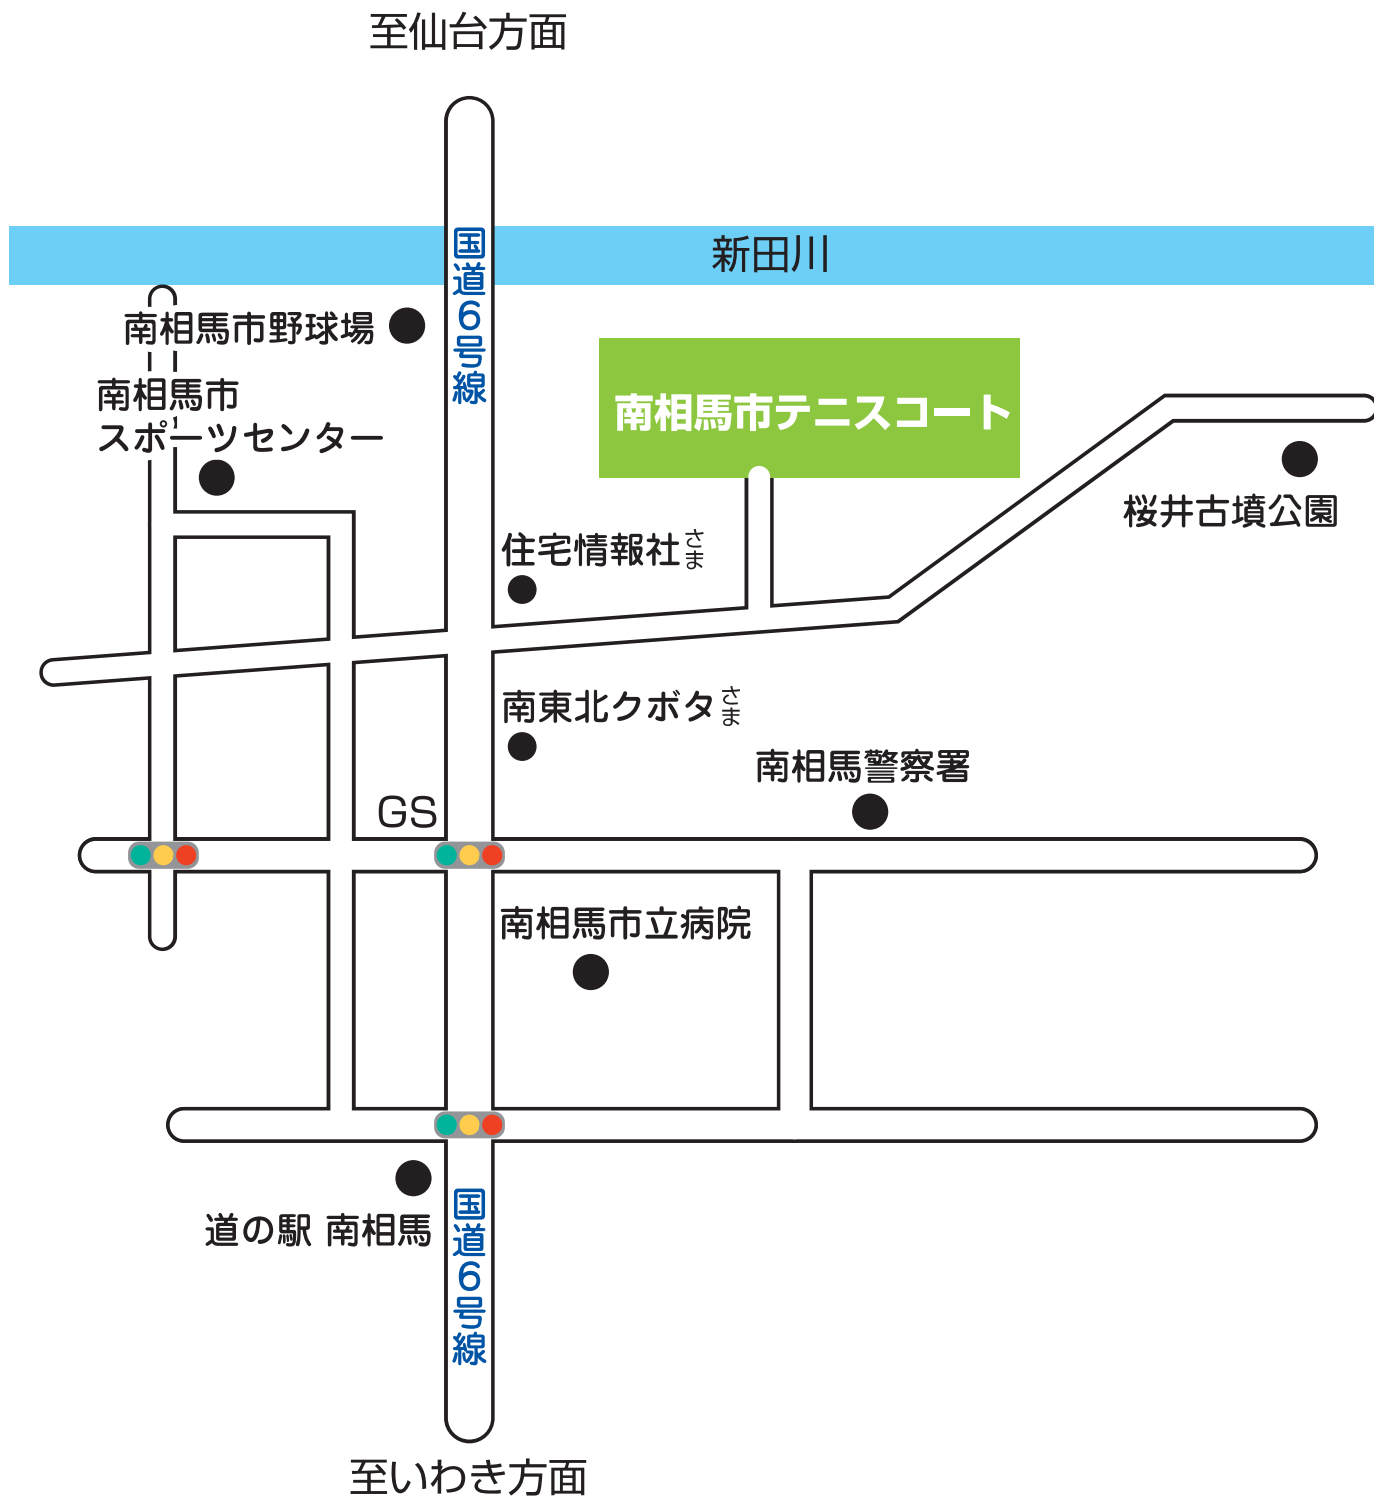 至仙台方面
国道6号線
新田川
南相馬市野球場
南相馬市
スポーツセンター
南相馬市テニスコート
桜井古墳公園
住宅情報社さま
南東北クボタさま
南相馬警察署
GS
南相馬市立病院
道の駅 南相馬
国道6号線
至いわき方面